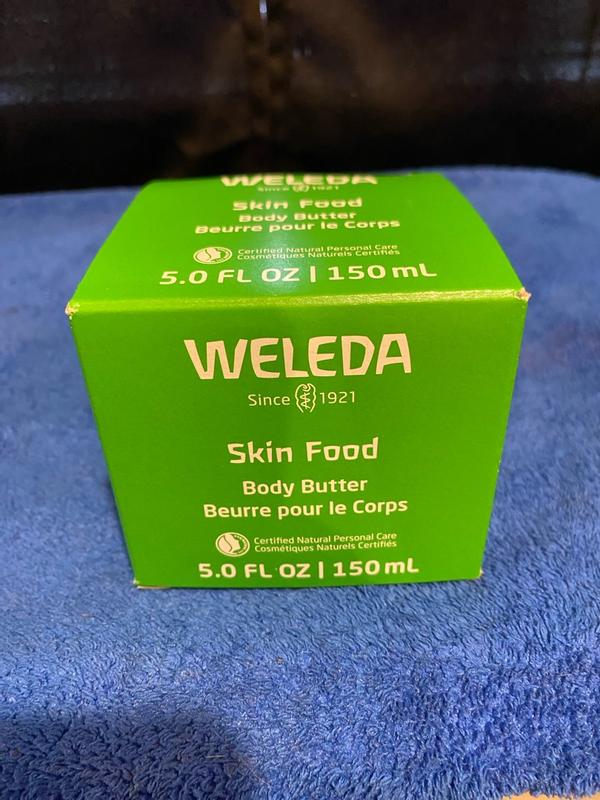 WELEDA
Since 1921
Skin Food
Body Butter
Beurre pour le Corps
Certified Natural Personal Care
Cosmétiques Naturels Certifiés
5.0 FL OZ | 150 mL
WELEDA
Since 1921
Skin Food
Body Butter
Beurre pour le Corps
Certified Natural Personal Care
Cosmétiques Naturels Certifiés
5.0 FL OZ | 150 mL